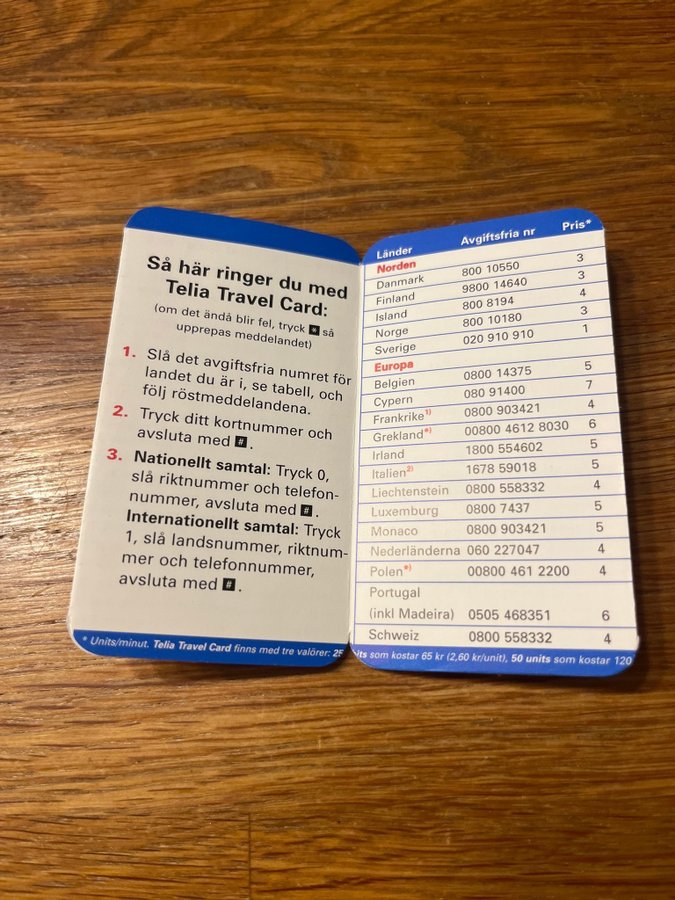 Så här ringer du med
Telia Travel Card:
(om det ändå blir fel, tryck * så
upprepas meddelandet)
1. Slå det avgiftsfria numret för
landet du är i, se tabell, och
följ röstmeddelandena.
2. Tryck ditt kortnummer och
avsluta med #.
3. Nationellt samtal: Tryck 0,
slå riktnummer och telefon-
nummer, avsluta med #.
Internationellt samtal: Tryck
1, slå landsnummer, riktnum-
mer och telefonnummer,
avsluta med #.
* Units/minut. Telia Travel Card finns med tre valörer: 25
Länder Avgiftsfria nr Pris*
Norden
Danmark 800 10550 3
Finland 9800 14640 3
Island 800 8194 4
Norge 800 10180 3
Sverige 020 910 910 1
Europa
Belgien 0800 14375 5
Cypern 080 91400 7
Frankrike1) 0800 903421 4
Grekland*) 00800 4612 8030 6
Irland 1800 554602 5
Italien2) 1678 59018 5
Liechtenstein 0800 558332 4
Luxemburg 0800 7437 5
Monaco 0800 903421 5
Nederländerna 060 227047 4
Polen*) 00800 461 2200 4
Portugal
(inkl Madeira) 0505 468351 6
Schweiz 0800 558332 4
its som kostar 65 kr (2,60 kr/unit), 50 units som kostar 120